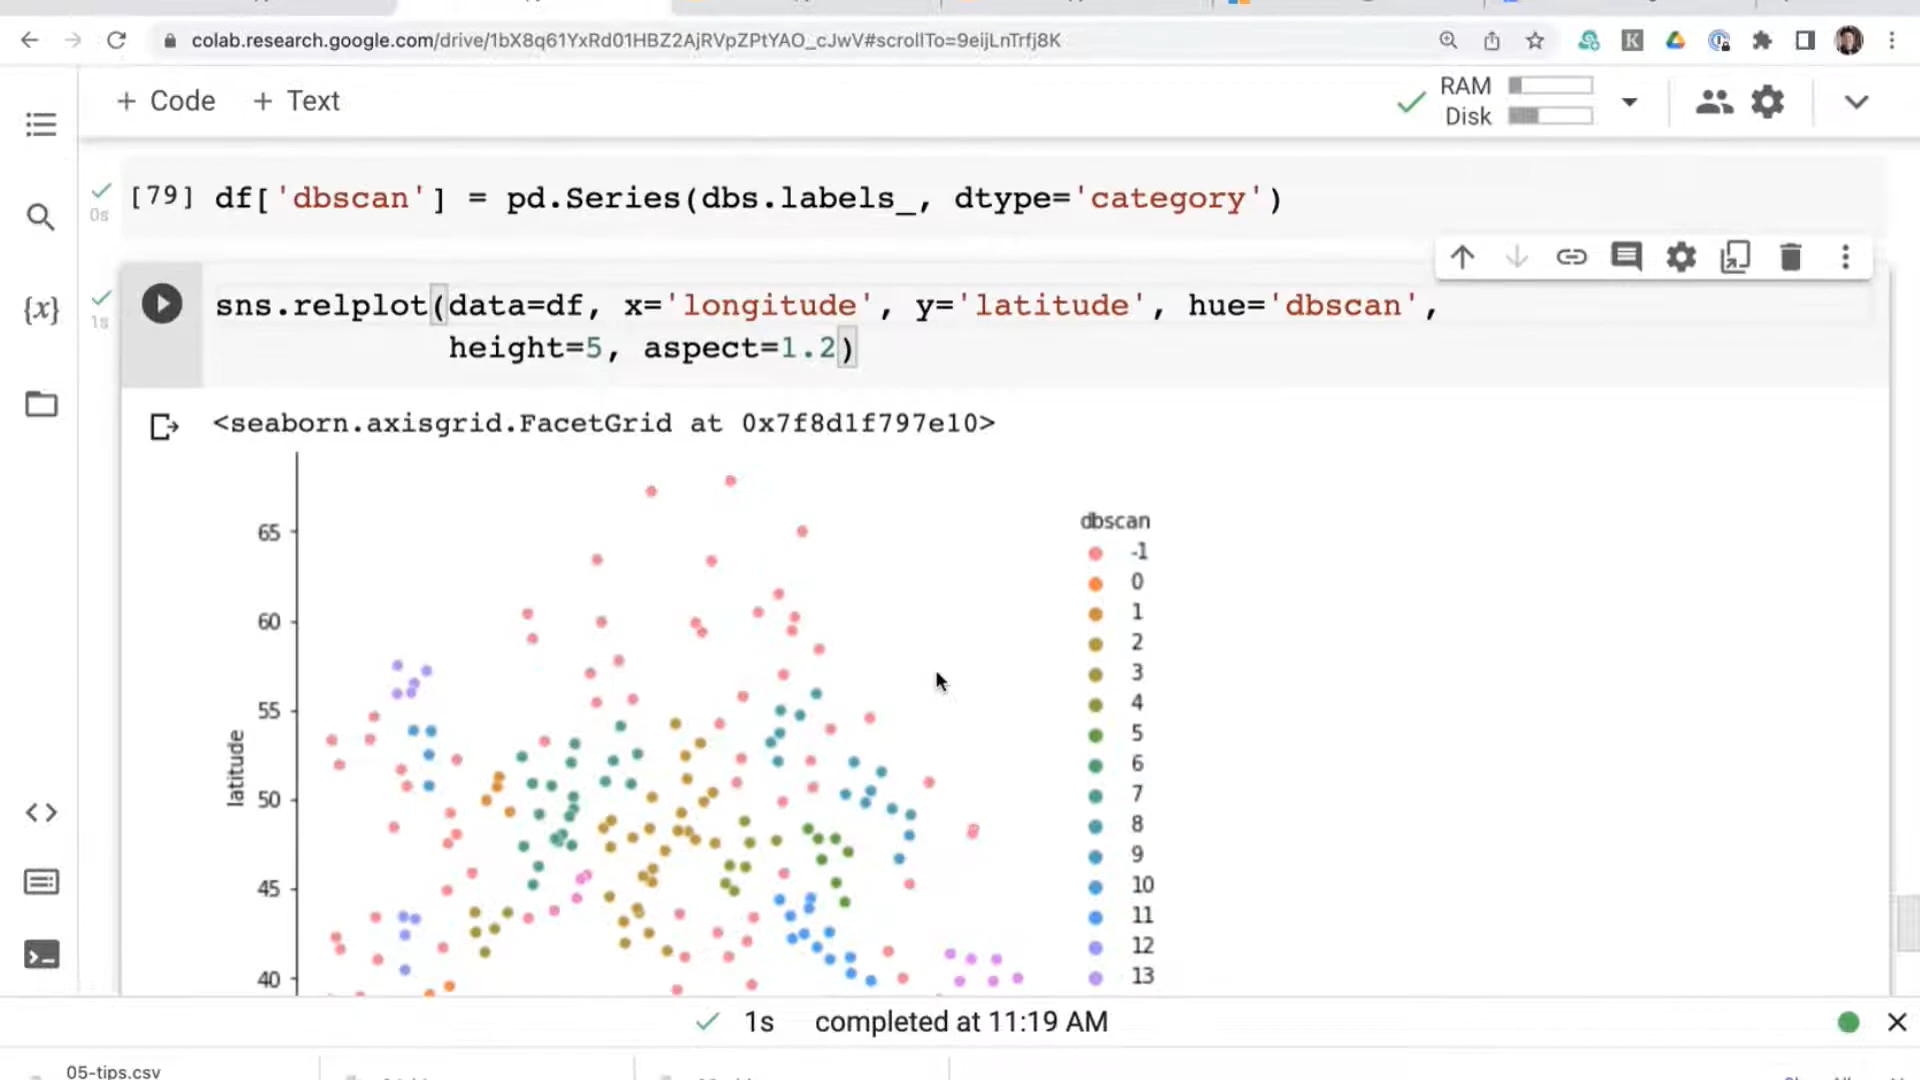 colab.research.google.com/drive/1bX8q61YxRd01HBZ2AjRVpZPtYAO_cJwV#scrollTo=9eijLnTrfj8K
+ Code + Text
RAM
Disk
[79] df['dbscan'] = pd.Series(dbs.labels_, dtype='category')
0s
sns.relplot(data=df, x='longitude', y='latitude', hue='dbscan',
1s
height=5, aspect=1.2)
<seaborn.axisgrid.FacetGrid at 0x7f8d1f797e10>
{x}
65
60
55
50
45
40
latitude
dbscan
-1
0
1
2
3
4
5
6
7
8
9
10
11
12
13
1s completed at 11:19 AM
05-tips.csv